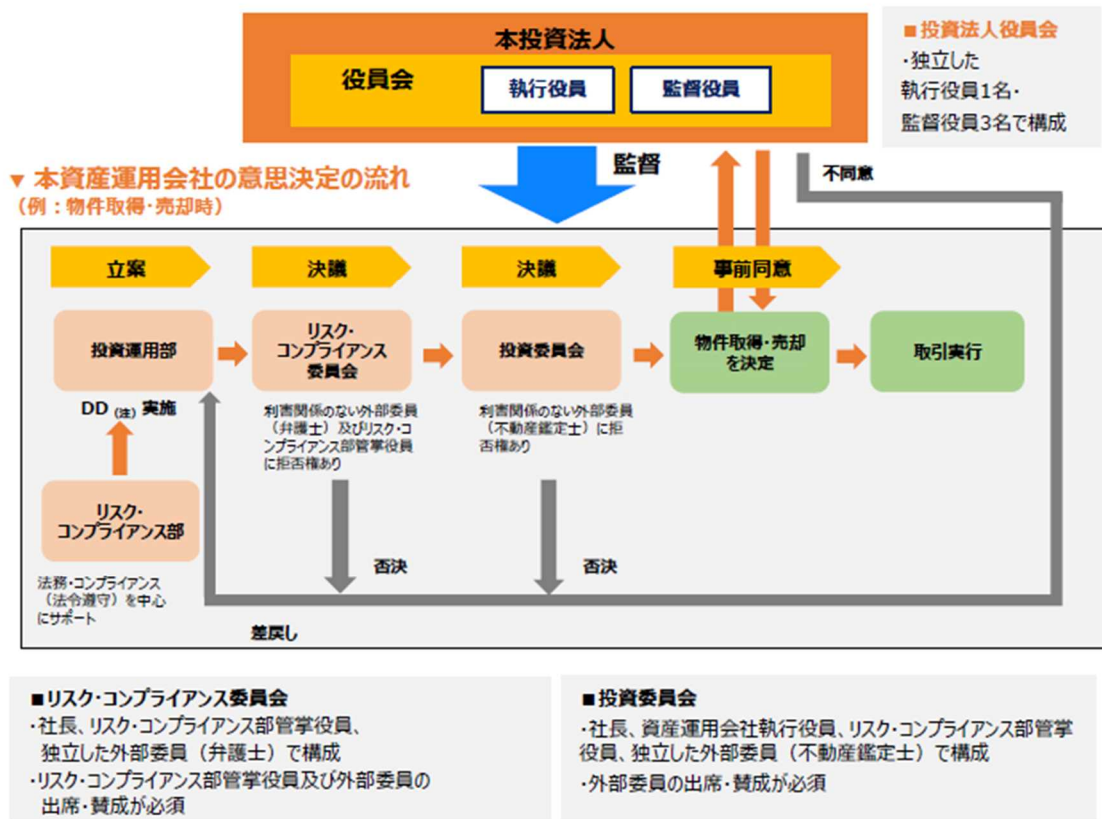 本投資法人
役員会
執行役員
監督役員
■投資法人役員会
・独立した
執行役員1名・
監督役員3名で構成
監督
不同意
▼ 本資産運用会社の意思決定の流れ
(例：物件取得・売却時)
立案
決議
決議
事前同意
投資運用部
リスク・
コンプライアンス
委員会
投資委員会
物件取得・売却
を決定
取引実行
DD (注) 実施
利害関係のない外部委員
（弁護士）及びリスク・コ
ンプライアンス部管掌役員
に拒否権あり
利害関係のない外部委員
（不動産鑑定士）に拒
否権あり
リスク・
コンプライアンス部
否決
否決
法務・コンプライアンス
（法令遵守）を中心
にサポート
差戻し
■リスク・コンプライアンス委員会
・社長、リスク・コンプライアンス部管掌役員、
独立した外部委員（弁護士）で構成
・リスク・コンプライアンス部管掌役員及び外部委員の
出席・賛成が必須
■投資委員会
・社長、資産運用会社執行役員、リスク・コンプライアンス部管掌
役員、独立した外部委員（不動産鑑定士）で構成
・外部委員の出席・賛成が必須